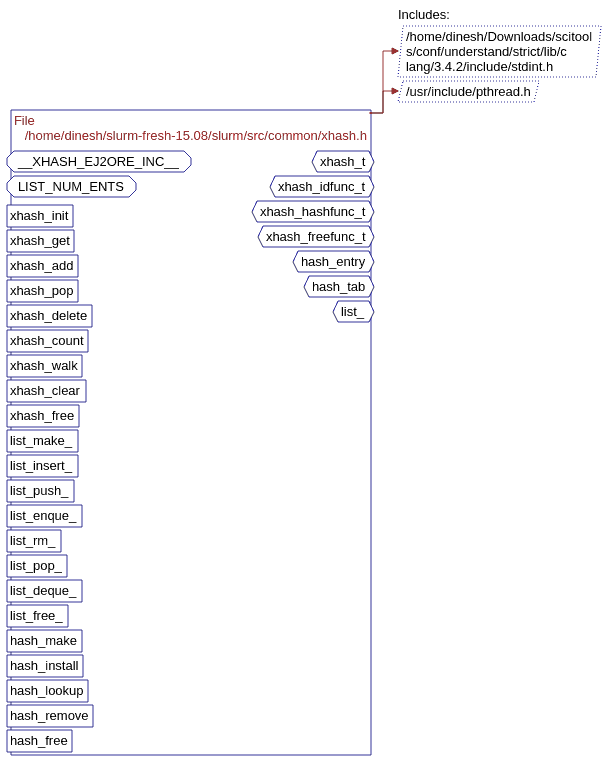 Includes:
/home/dinesh/Downloads/scitool
s/conf/understand/strict/lib/c
lang/3.4.2/include/stdint.h
/usr/include/pthread.h
File
/home/dinesh/slurm-fresh-15.08/slurm/src/common/xhash.h
__XHASH_EJ2ORE_INC__
xhash_t
LIST_NUM_ENTS
xhash_idfunc_t
xhash_init
xhash_hashfunc_t
xhash_get
xhash_freefunc_t
xhash_add
hash_entry
xhash_pop
hash_tab
xhash_delete
list_
xhash_count
xhash_walk
xhash_clear
xhash_free
list_make_
list_insert_
list_push_
list_enque_
list_rm_
list_pop_
list_deque_
list_free_
hash_make
hash_install
hash_lookup
hash_remove
hash_free